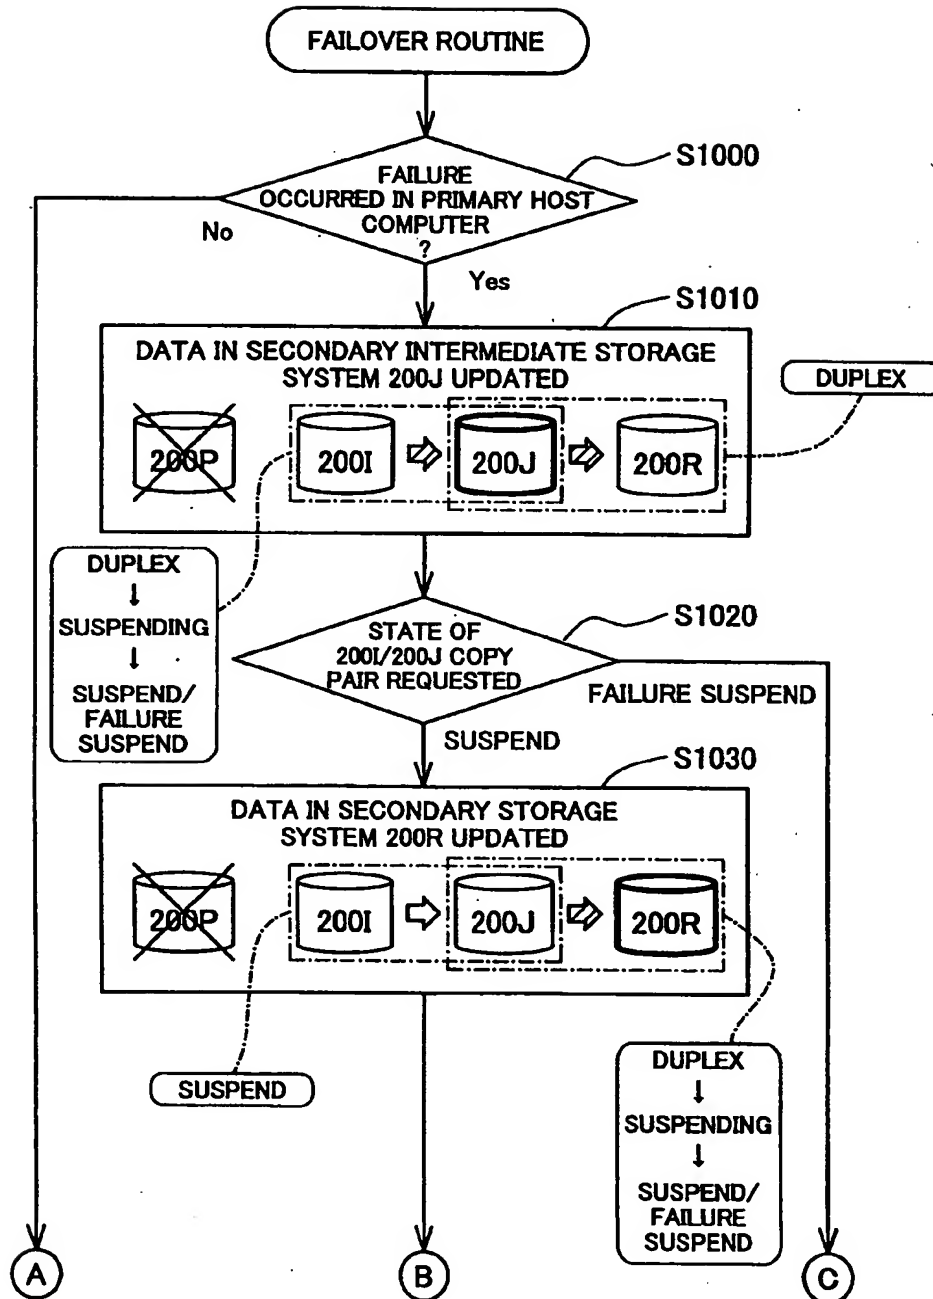 FAILOVER ROUTINE
S1000
FAILURE
OCCURRED IN PRIMARY HOST
COMPUTER
?
No
Yes
S1010
DATA IN SECONDARY INTERMEDIATE STORAGE
SYSTEM 200J UPDATED
DUPLEX
200P
200I
200J
200R
DUPLEX
↓
SUSPENDING
↓
SUSPEND/
FAILURE
SUSPEND
S1020
STATE OF
200I/200J COPY
PAIR REQUESTED
FAILURE SUSPEND
SUSPEND
S1030
DATA IN SECONDARY STORAGE
SYSTEM 200R UPDATED
200P
200I
200J
200R
SUSPEND
DUPLEX
↓
SUSPENDING
↓
SUSPEND/
FAILURE
SUSPEND
A
B
C